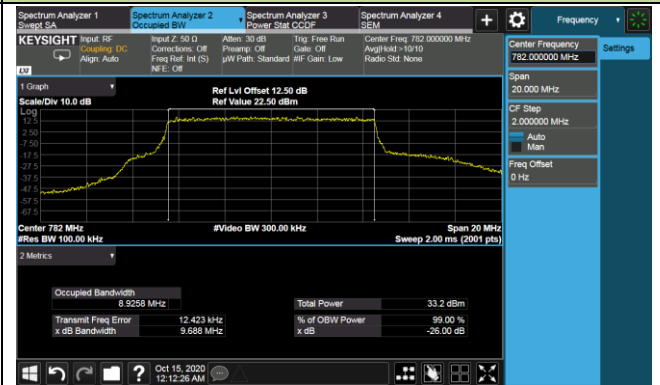 Spectrum Analyzer 1
Swept SA
Spectrum Analyzer 2
Occupied BW
Spectrum Analyzer 3
Power Stat CCDF
Spectrum Analyzer 4
SEM
+
Frequency
KEYSIGHT
Input: RF
Coupling: DC
Align: Auto
Input Z: 50 Ω
Corrections: Off
Freq Ref: Int (S)
NFE: Off
Atten: 30 dB
Preamp: Off
µW Path: Standard
Trig: Free Run
Gate: Off
#IF Gain: Low
Center Freq: 782.000000 MHz
Avg|Hold:>10/10
Radio Std: None
LXI
Center Frequency
782.000000 MHz
Settings
Span
20.000 MHz
CF Step
2.000000 MHz
Auto
Man
Freq Offset
0 Hz
1 Graph
Scale/Div 10.0 dB
Ref Lvl Offset 12.50 dB
Ref Value 22.50 dBm
Log
12.5
2.50
-7.50
-17.5
-27.5
-37.5
-47.5
-57.5
-67.5
Center 782 MHz
#Video BW 300.00 kHz
Span 20 MHz
#Res BW 100.00 kHz
Sweep 2.00 ms (2001 pts)
2 Metrics
Occupied Bandwidth
8.9258 MHz
Total Power 33.2 dBm
Transmit Freq Error 12.423 kHz
% of OBW Power 99.00 %
x dB Bandwidth 9.688 MHz
x dB -26.00 dB
?
Oct 15, 2020
12:12:26 AM